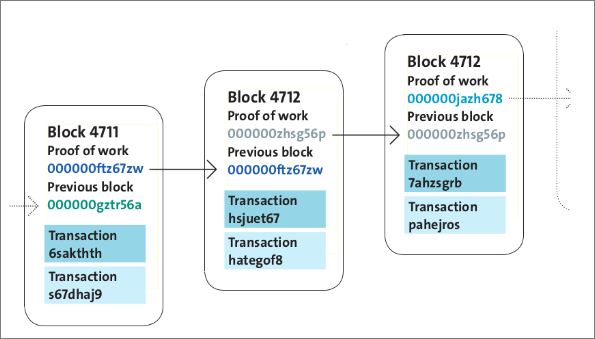 Block 4711
Proof of work
000000ftz67zw
Previous block
000000gztr56a
Transaction
6sakthth
Transaction
s67dhaj9
Block 4712
Proof of work
000000zhsg56p
Previous block
000000ftz67zw
Transaction
hsjuet67
Transaction
hategof8
Block 4712
Proof of work
000000jazh678
Previous block
000000zhsg56p
Transaction
7ahzsgrb
Transaction
pahejros